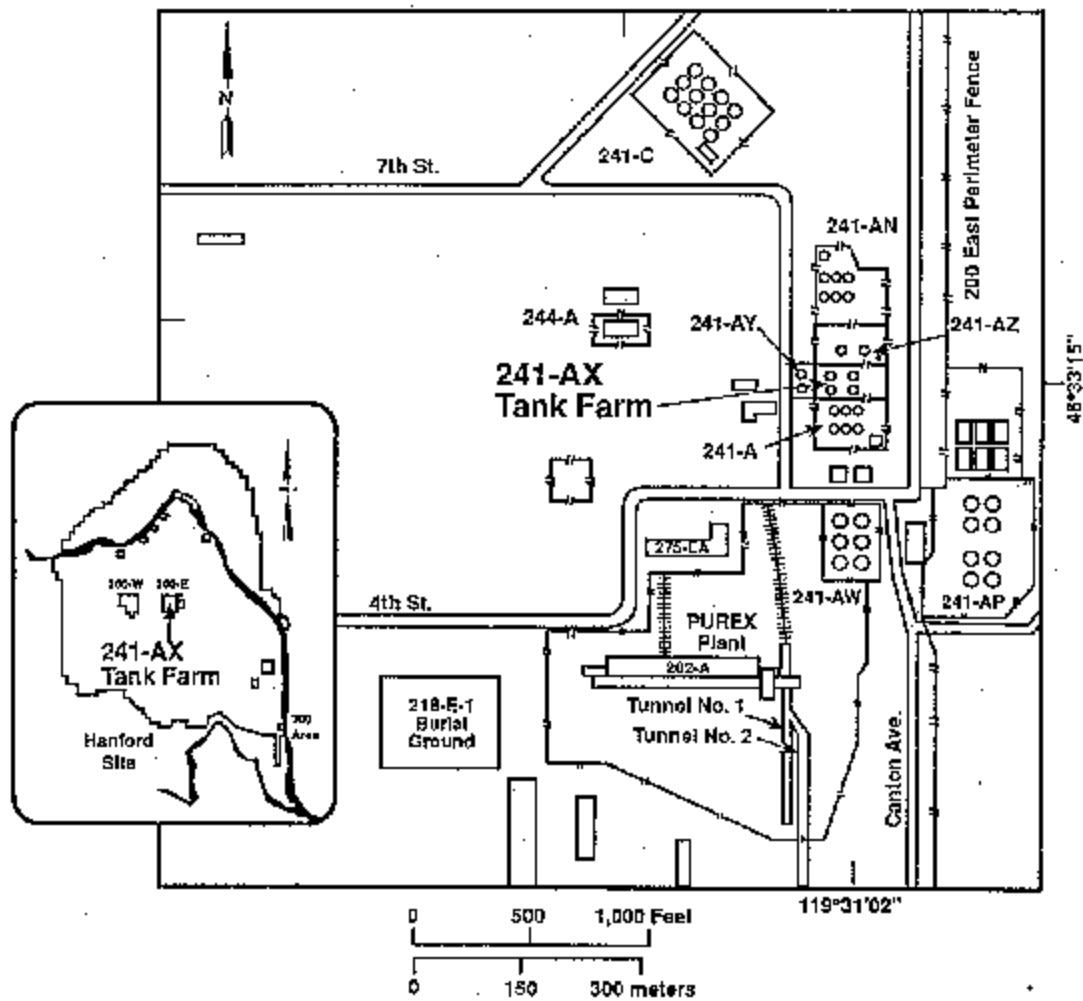 N
7th St.
241-C
200 East Perimeter Fence
241-AN
244-A
241-AY
241-AZ
241-AX
Tank Farm
46°33'15"
241-A
275-EA
241-AW
241-AP
200-W
200-E
4th St.
PUREX
Plant
202-A
241-AX
Tank Farm
218-E-1
Burial
Ground
Tunnel No. 1
Tunnel No. 2
Hanford
Site
300
Area
Canton Ave.
119°31'02"
0 500 1,000 Feet
0 150 300 meters